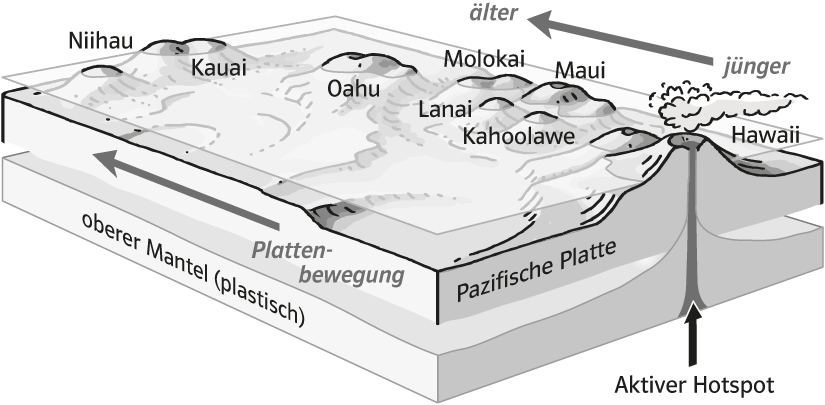 älter
jünger
Niihau
Kauai
Oahu
Molokai
Maui
Lanai
Kahoolawe
Hawaii
Platten-
bewegung
oberer Mantel (plastisch)
Pazifische Platte
Aktiver Hotspot